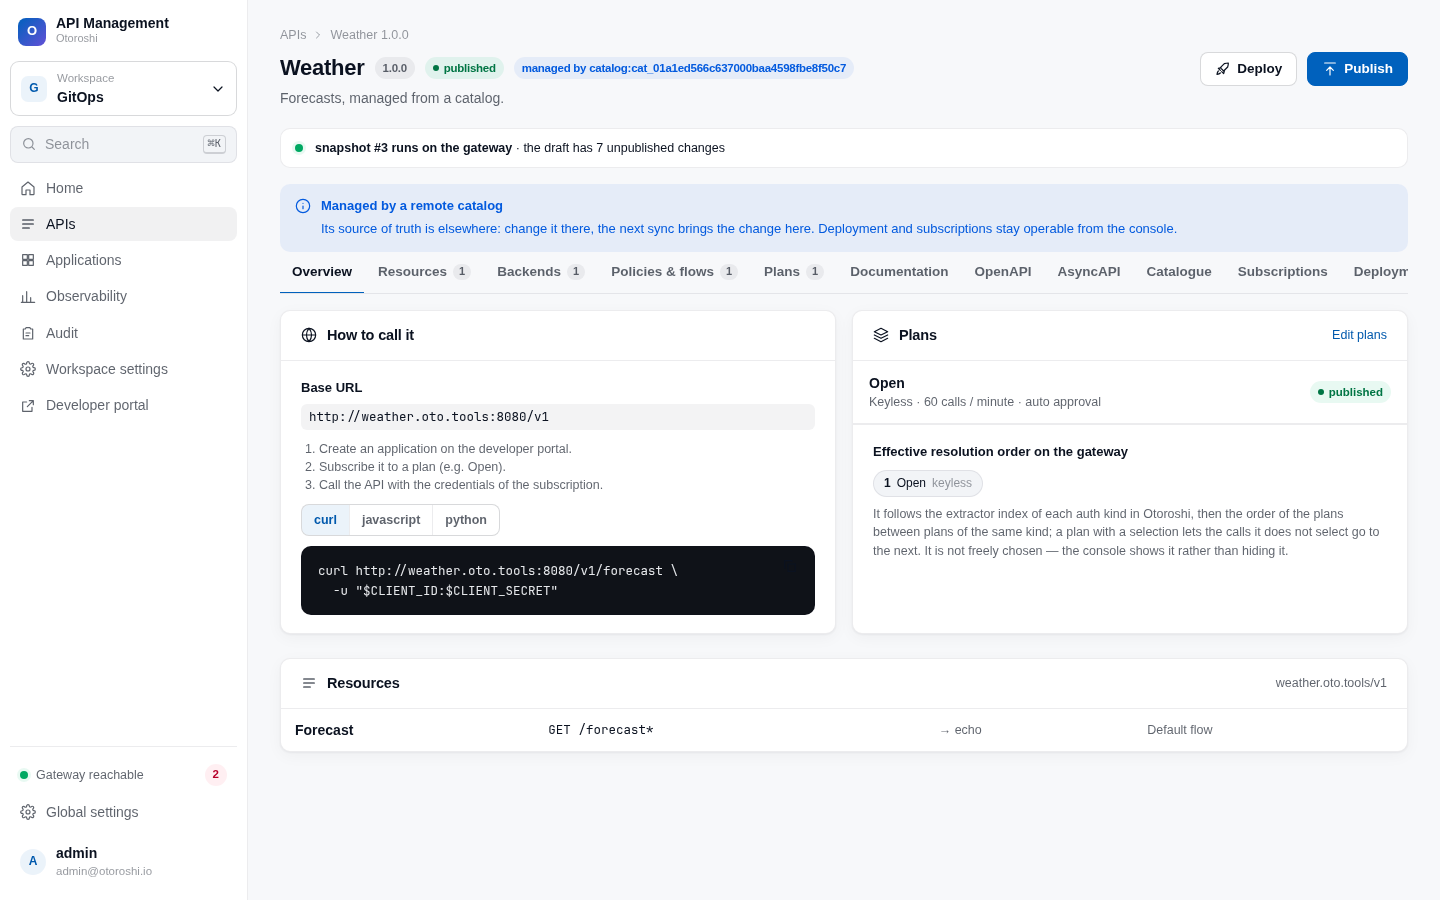 O
API Management
Otoroshi
G
Workspace
GitOps
Search
⌘K
Home
APIs
Applications
Observability
Audit
Workspace settings
Developer portal
Gateway reachable
2
Global settings
A
admin
admin@otoroshi.io
APIs > Weather 1.0.0
Weather 1.0.0 published managed by catalog:cat_01a1ed566c637000baa4598fbe8f50c7
Deploy
Publish
Forecasts, managed from a catalog.
snapshot #3 runs on the gateway · the draft has 7 unpublished changes
Managed by a remote catalog
Its source of truth is elsewhere: change it there, the next sync brings the change here. Deployment and subscriptions stay operable from the console.
Overview Resources 1 Backends 1 Policies & flows 1 Plans 1 Documentation OpenAPI AsyncAPI Catalogue Subscriptions Deploym
How to call it
Base URL
http://weather.oto.tools:8080/v1
1. Create an application on the developer portal.
2. Subscribe it to a plan (e.g. Open).
3. Call the API with the credentials of the subscription.
curl javascript python
curl http://weather.oto.tools:8080/v1/forecast \
-u "$CLIENT_ID:$CLIENT_SECRET"
Plans
Edit plans
Open
Keyless · 60 calls / minute · auto approval
published
Effective resolution order on the gateway
1 Open keyless
It follows the extractor index of each auth kind in Otoroshi, then the order of the plans
between plans of the same kind; a plan with a selection lets the calls it does not select go to
the next. It is not freely chosen — the console shows it rather than hiding it.
Resources
weather.oto.tools/v1
Forecast GET /forecast* → echo Default flow